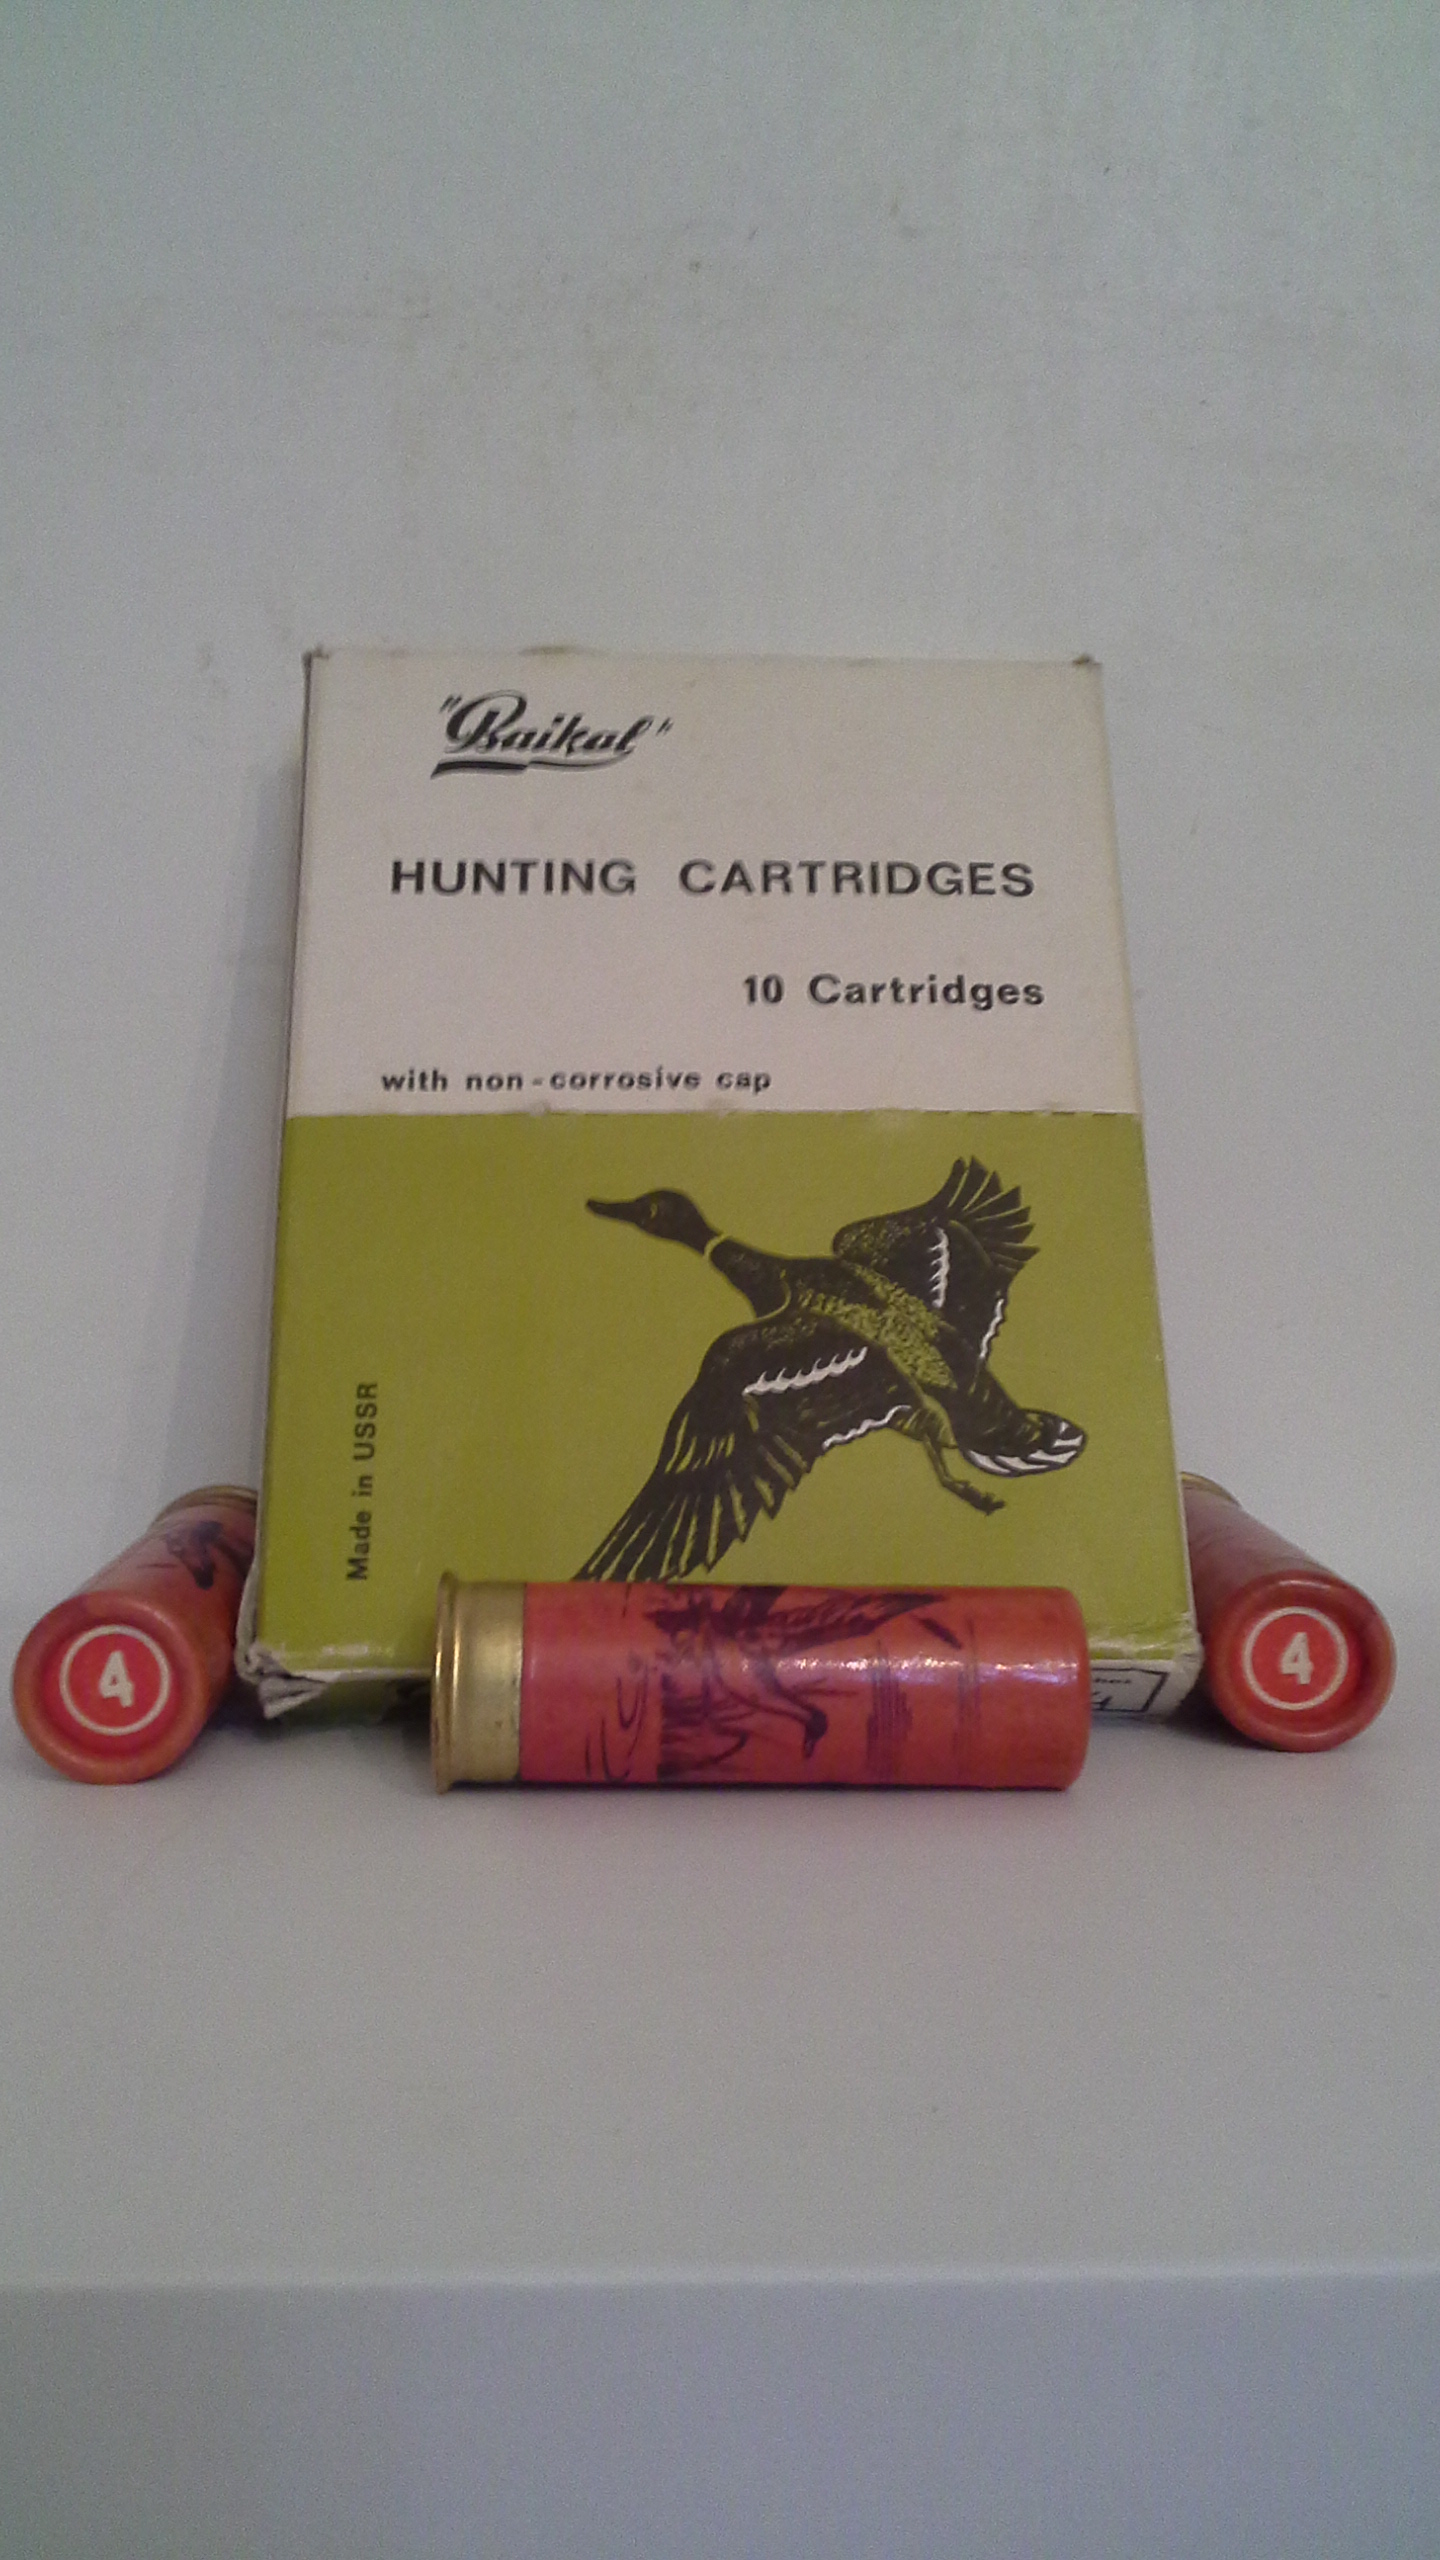 "Baikal"
HUNTING CARTRIDGES
10 Cartridges
with non-corrosive cap
Made in USSR
4
4